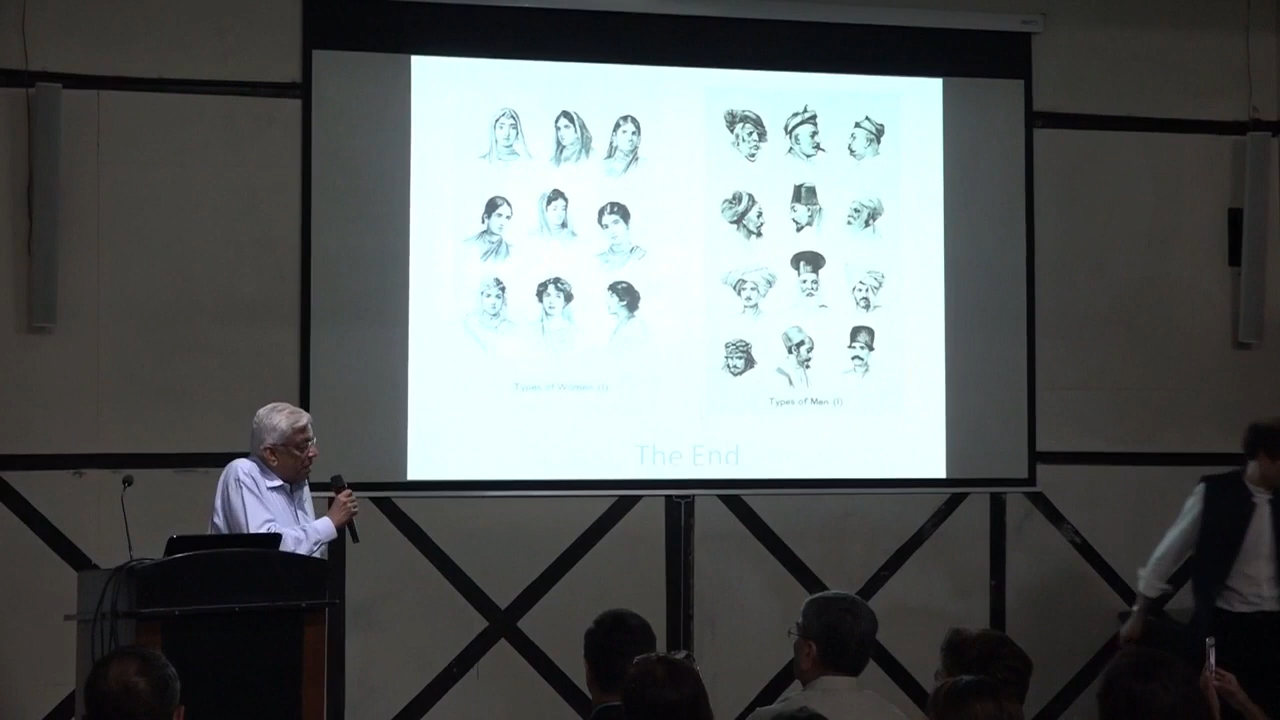 Types of Women (I)
Types of Men (I)
The End